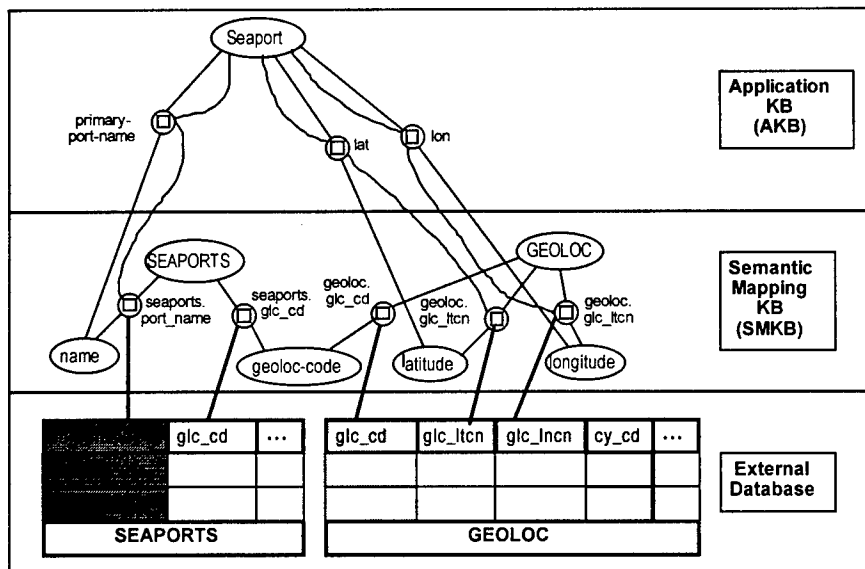 Seaport
primary-
port-name
lat
lon
Application
KB
(AKB)
SEAPORTS
GEOLOC
seaports.
port_name
seaports.
glc_cd
geoloc.
glc_cd
geoloc.
glc_ltcn
geoloc.
glc_ltcn
name
geoloc-code
latitude
longitude
Semantic
Mapping
KB
(SMKB)
glc_cd
...
glc_cd
glc_ltcn
glc_lncn
cy_cd
...
SEAPORTS
GEOLOC
External
Database